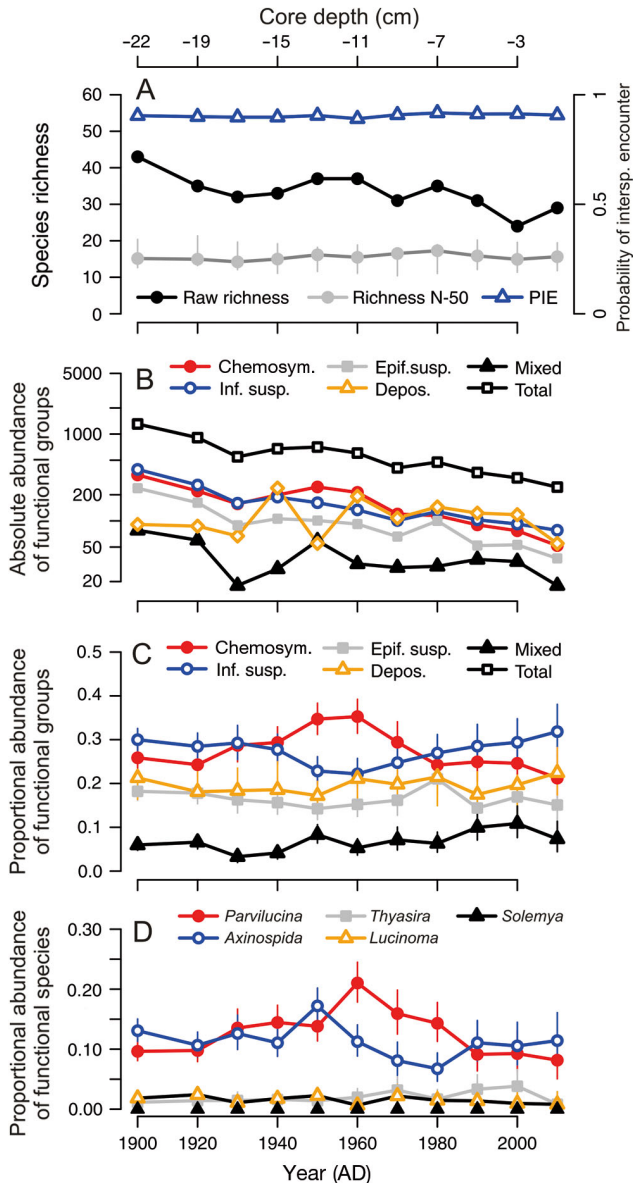 Core depth (cm)
−22 −19 −15 −11 −7 −3
A
60
50
40
30
20
10
0
Species richness
1
0.5
0
Probability of intersp. encounter
Raw richness Richness N-50 PIE
B
Chemosym. Epif.susp. Mixed
Inf. susp. Depos. Total
5000
1000
200
50
20
Absolute abundance
of functional groups
C
Chemosym. Epif. susp. Mixed
Inf. susp. Depos. Total
0.5
0.4
0.3
0.2
0.1
0.0
Proportional abundance
of functional groups
D
Parvilucina Thyasira Solemya
Axinospida Lucinoma
0.30
0.20
0.10
0.00
Proportional abundance
of functional species
1900 1920 1940 1960 1980 2000
Year (AD)